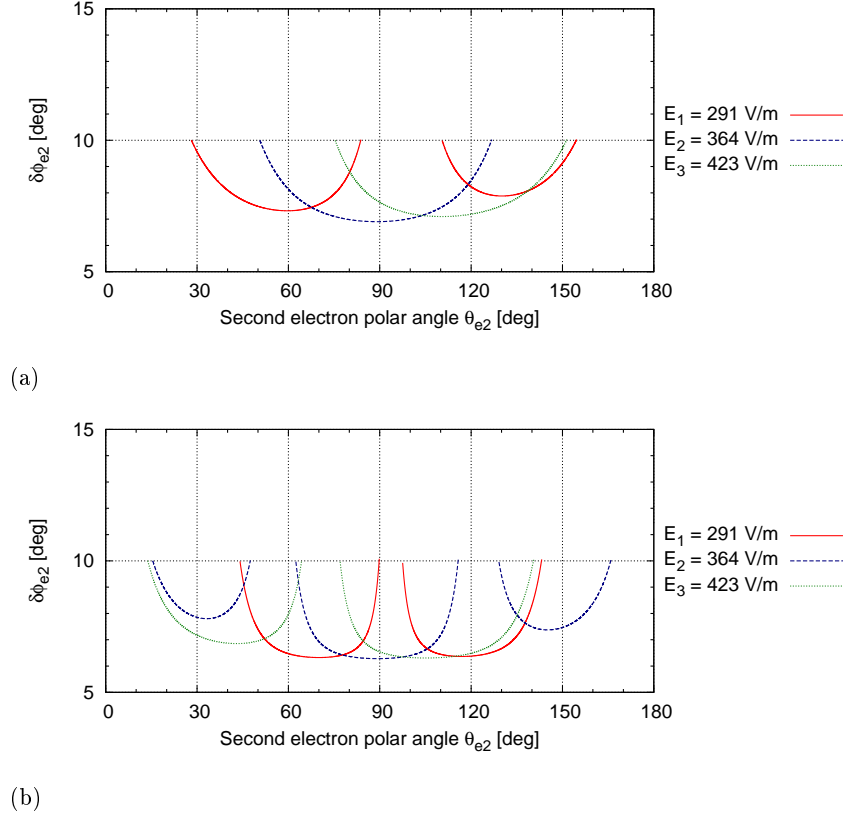 15
10
5
δϕe2 [deg]
0 30 60 90 120 150 180
Second electron polar angle θe2 [deg]
E1 = 291 V/m
E2 = 364 V/m
E3 = 423 V/m
(a)
15
10
5
δϕe2 [deg]
0 30 60 90 120 150 180
Second electron polar angle θe2 [deg]
E1 = 291 V/m
E2 = 364 V/m
E3 = 423 V/m
(b)